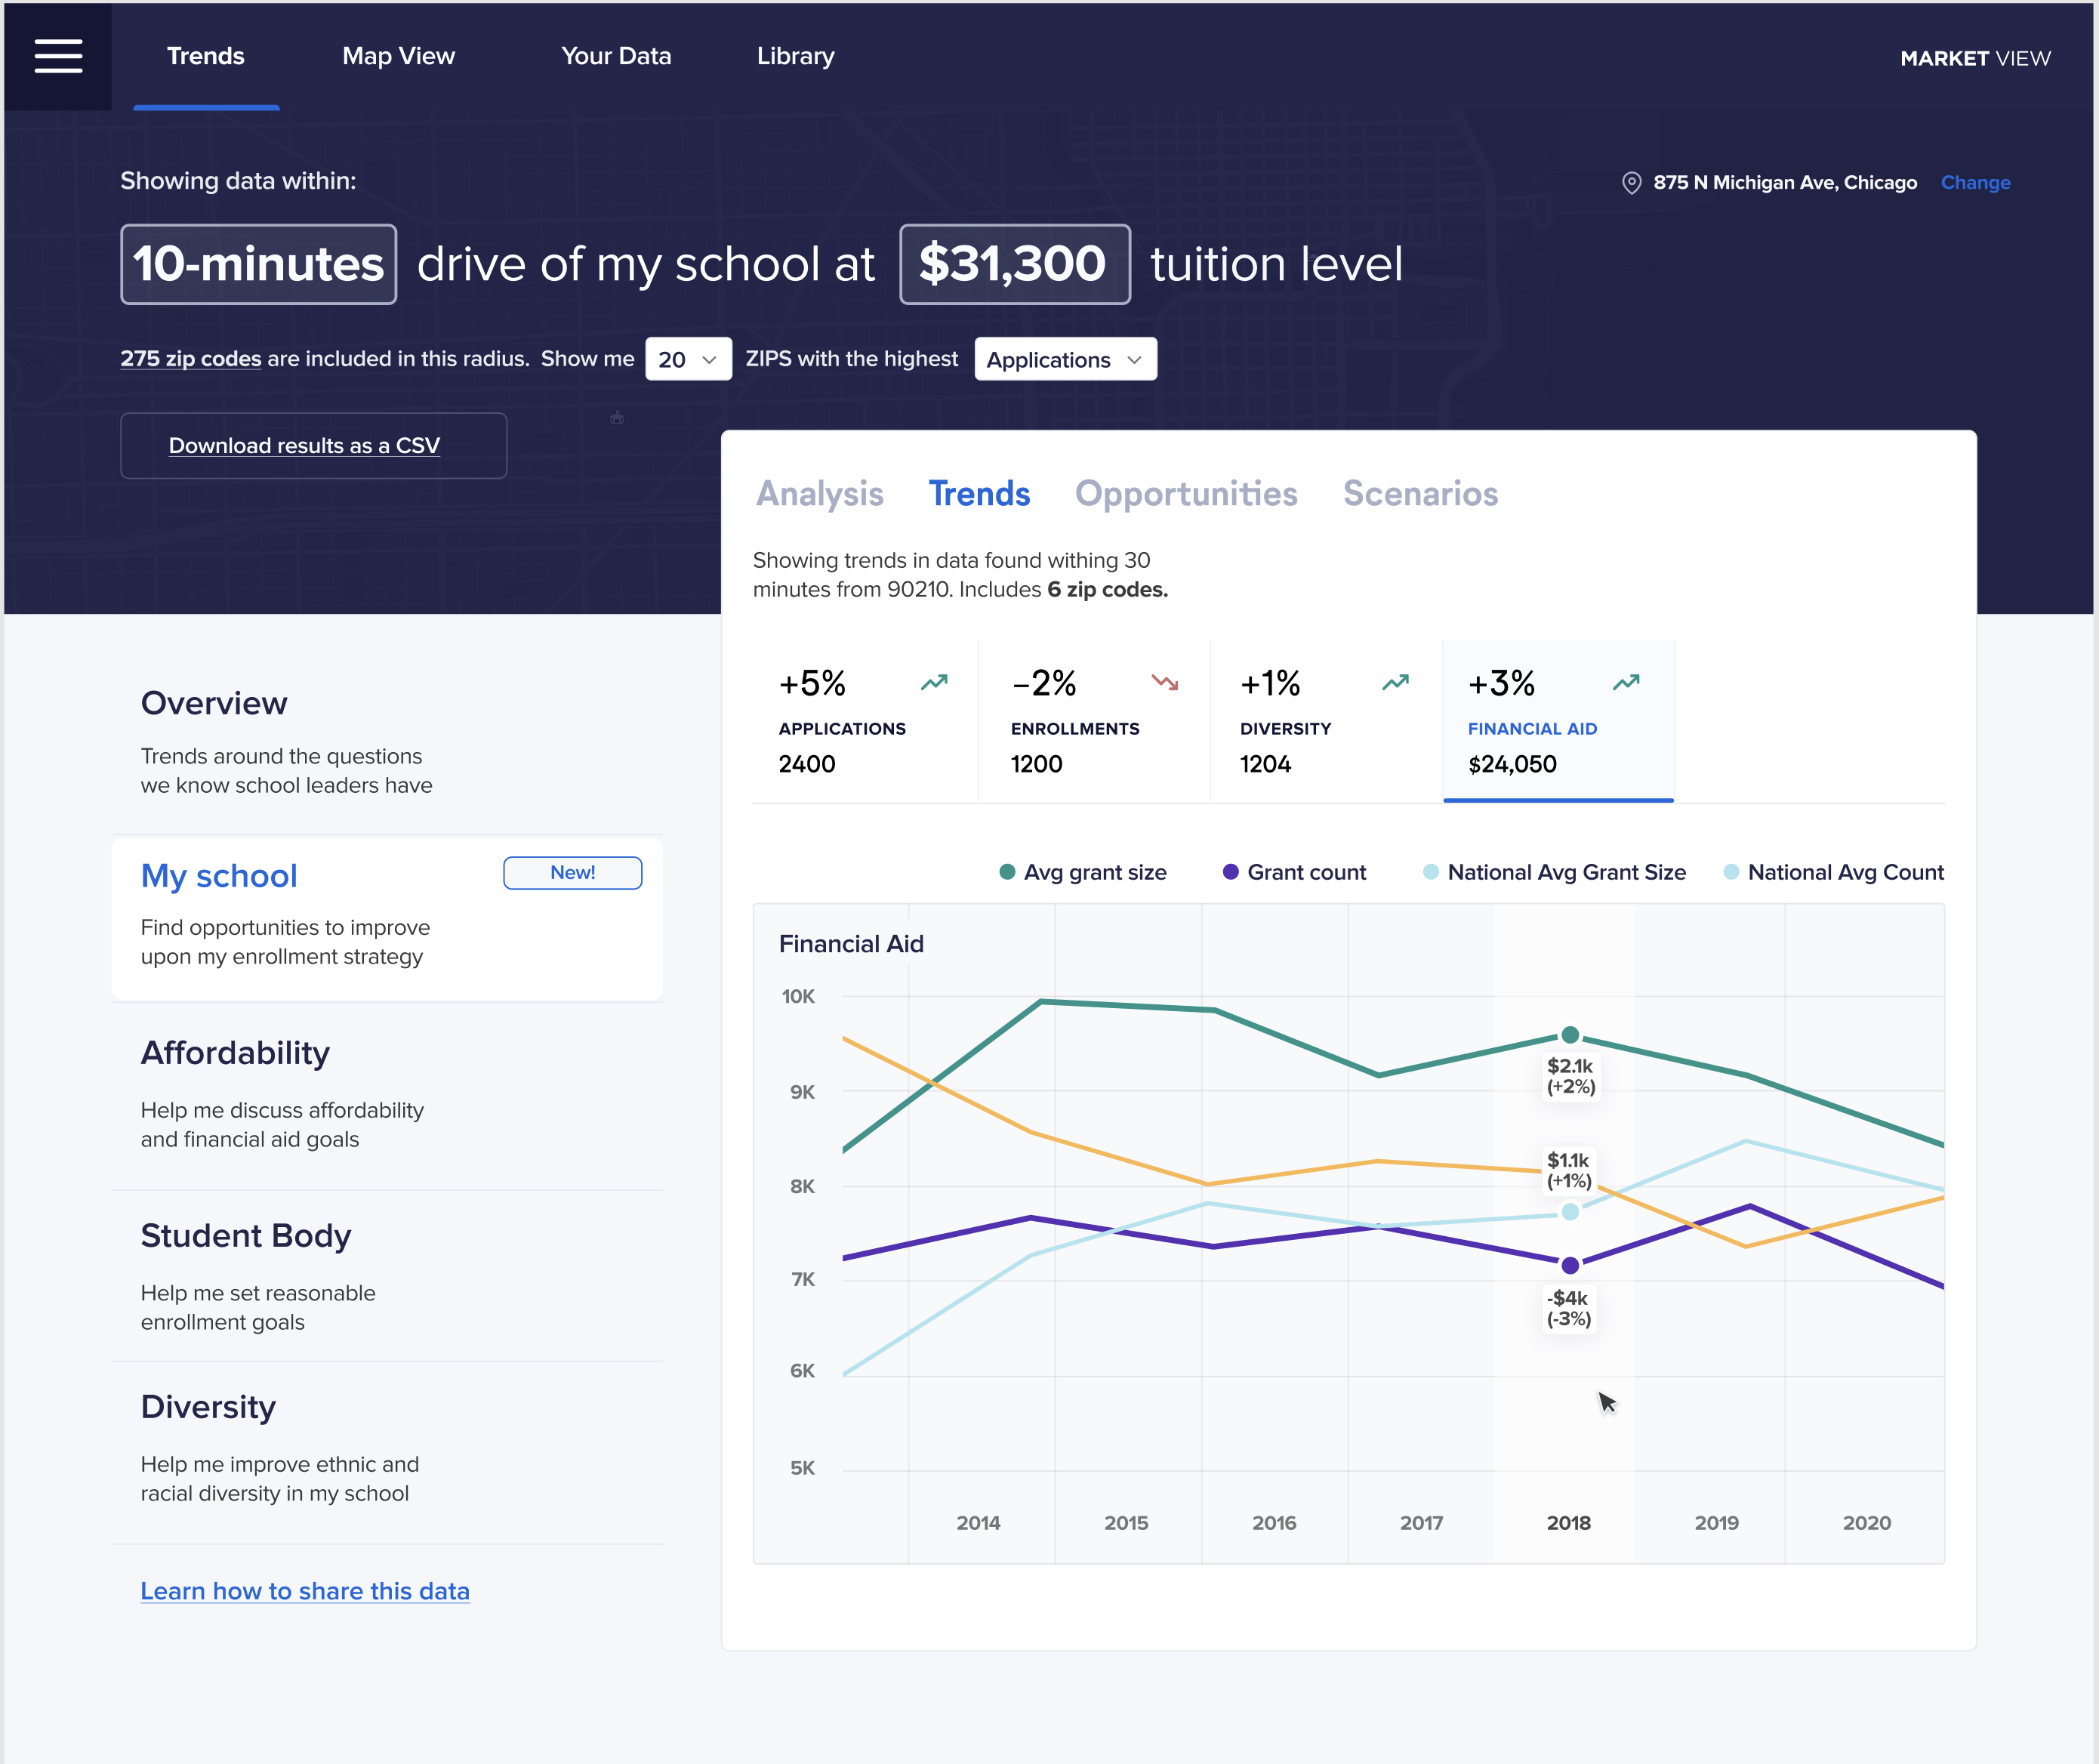 Trends Map View Your Data Library MARKET VIEW
Showing data within: 875 N Michigan Ave, Chicago Change
10-minutes drive of my school at $31,300 tuition level
275 zip codes are included in this radius. Show me 20 ZIPS with the highest Applications
Download results as a CSV
Analysis Trends Opportunities Scenarios
Showing trends in data found withing 30
minutes from 90210. Includes 6 zip codes.
+5% –2% +1% +3%
APPLICATIONS ENROLLMENTS DIVERSITY FINANCIAL AID
2400 1200 1204 $24,050
Overview
Trends around the questions
we know school leaders have
My school New!
Find opportunities to improve
upon my enrollment strategy
Affordability
Help me discuss affordability
and financial aid goals
Student Body
Help me set reasonable
enrollment goals
Diversity
Help me improve ethnic and
racial diversity in my school
Learn how to share this data
Avg grant size Grant count National Avg Grant Size National Avg Count
Financial Aid
10K
9K
8K
7K
6K
5K
$2.1k
(+2%)
$1.1k
(+1%)
-$4k
(-3%)
2014 2015 2016 2017 2018 2019 2020